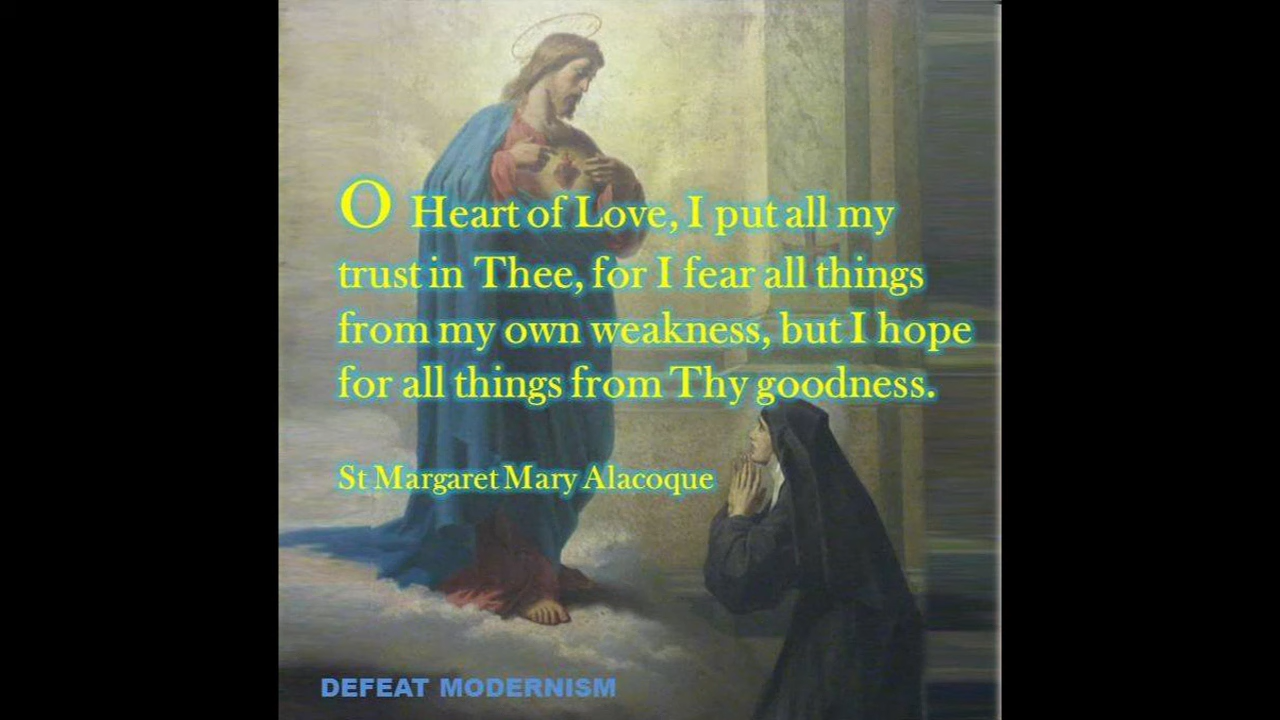 O Heart of Love, I put all my
trust in Thee, for I fear all things
from my own weakness, but I hope
for all things from Thy goodness.
St Margaret Mary Alacoque
DEFEAT MODERNISM